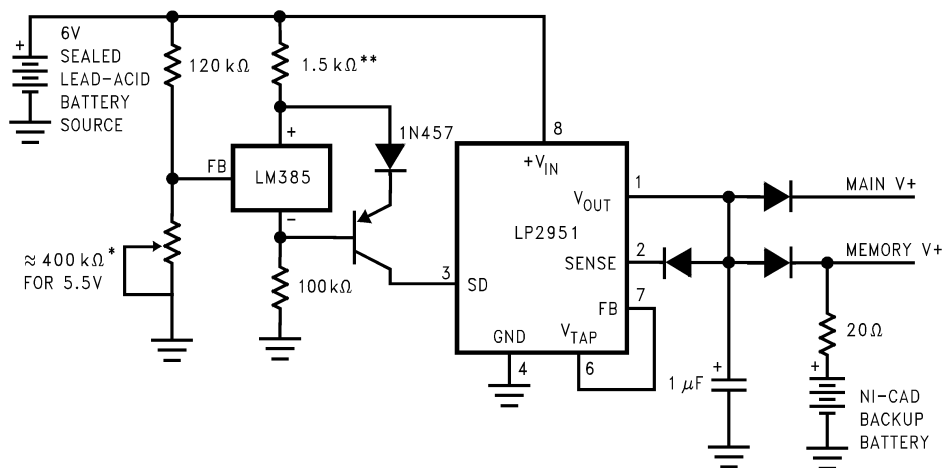 6V
SEALED
LEAD-ACID
BATTERY
SOURCE
+
120 kΩ
1.5 kΩ**
1N457
8
+
FB
LM385
−
+VIN
1
MAIN V+
VOUT
LP2951
≈ 400 kΩ*
FOR 5.5V
SENSE
2
MEMORY V+
3
SD
100kΩ
7
FB
GND
VTAP
4
6
20Ω
+
1 μF
+
NI-CAD
BACKUP
BATTERY